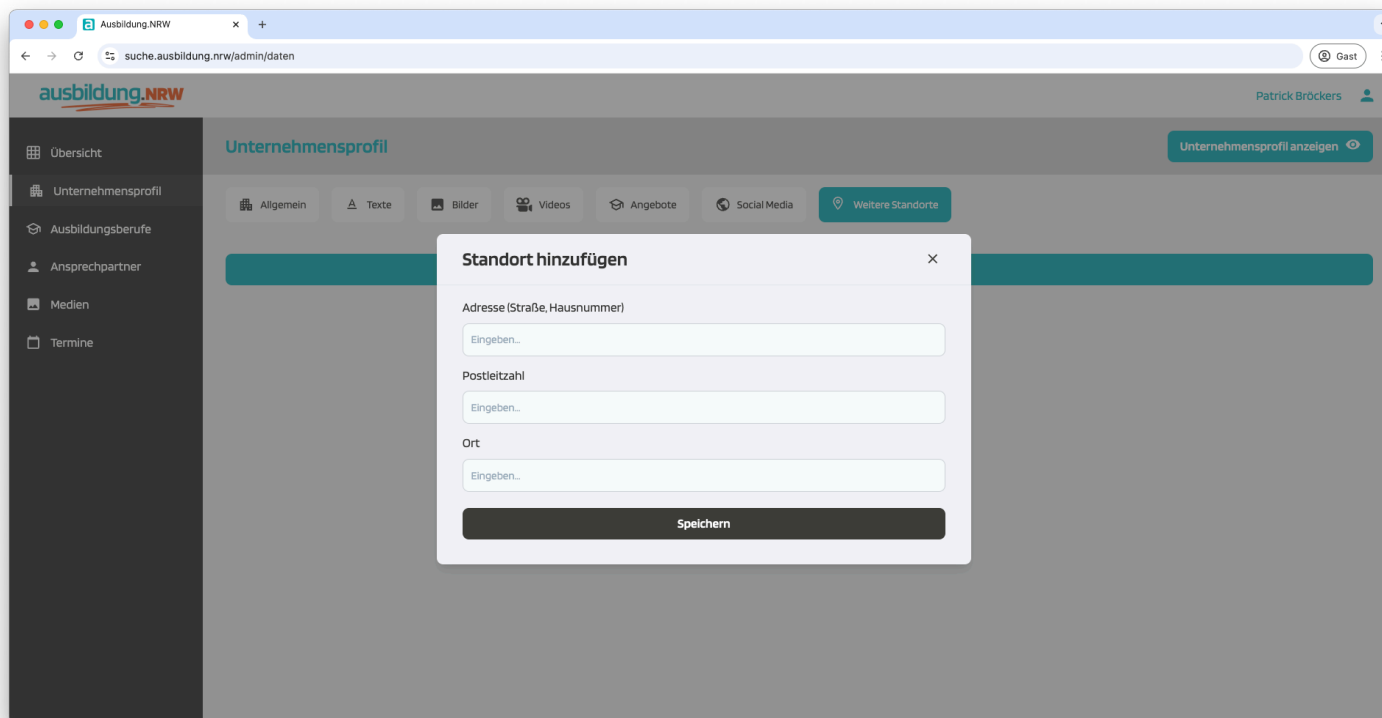 Ausbildung.NRW
suche.ausbildung.nrw/admin/daten
Gast
ausbildung.NRW
Patrick Bröckers
Übersicht
Unternehmensprofil
Ausbildungsberufe
Ansprechpartner
Medien
Termine
Unternehmensprofil
Unternehmensprofil anzeigen
Allgemein
Texte
Bilder
Videos
Angebote
Social Media
Weitere Standorte
Standort hinzufügen
Adresse (Straße, Hausnummer)
Eingeben...
Postleitzahl
Eingeben...
Ort
Eingeben...
Speichern